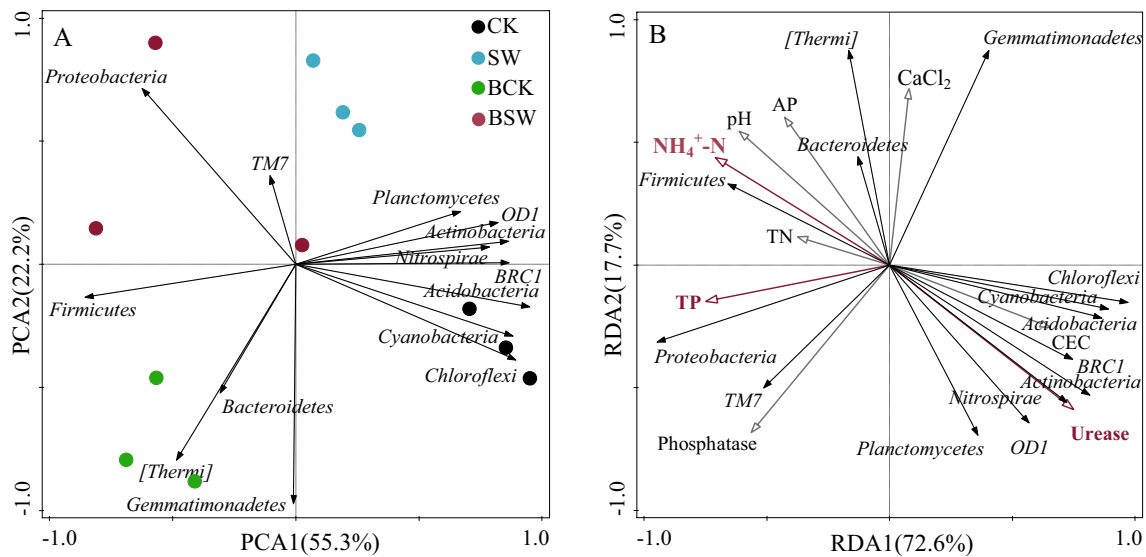 A
1.0
-1.0
PCA2(22.2%)
CK
SW
BCK
BSW
Proteobacteria
TM7
Planctomycetes
OD1
Actinobacteria
Nitrospirae
BRC1
Acidobacteria
Firmicutes
Cyanobacteria
Chloroflexi
Bacteroidetes
[Thermi]
Gemmatimonadetes
-1.0
PCA1(55.3%)
1.0
B
1.0
-1.0
RDA2(17.7%)
[Thermi]
Gemmatimonadetes
CaCl₂
AP
pH
Bacteroidetes
NH₄⁺-N
Firmicutes
TN
Chloroflexi
TP
Cyanobacteria
Acidobacteria
CEC
Proteobacteria
BRC1
Actinobacteria
TM7
Nitrospirae
Urease
Phosphatase
Planctomycetes
OD1
-1.0
RDA1(72.6%)
1.0